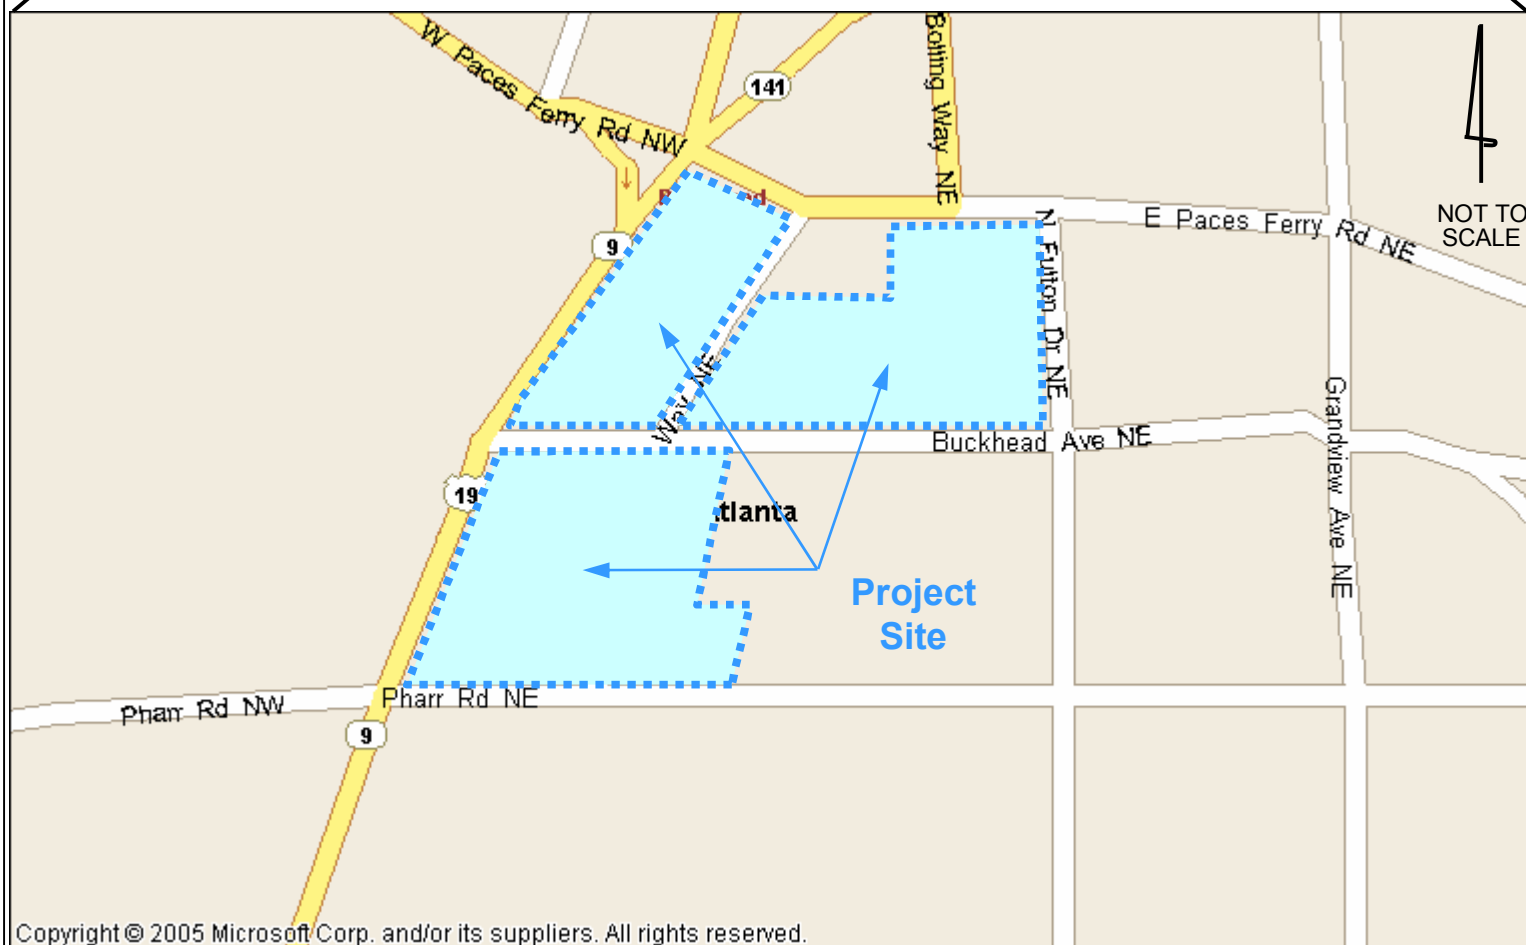 W Paces Ferry Rd NW
141
Bolling Way NE
NOT TO
SCALE
E Paces Ferry Rd NE
9
N Fulton Dr NE
Way NE
Buckhead Ave NE
Grandview Ave NE
19
tlanta
Project
Site
Pharr Rd NW
Pharr Rd NE
9
Copyright © 2005 Microsoft Corp. and/or its suppliers. All rights reserved.